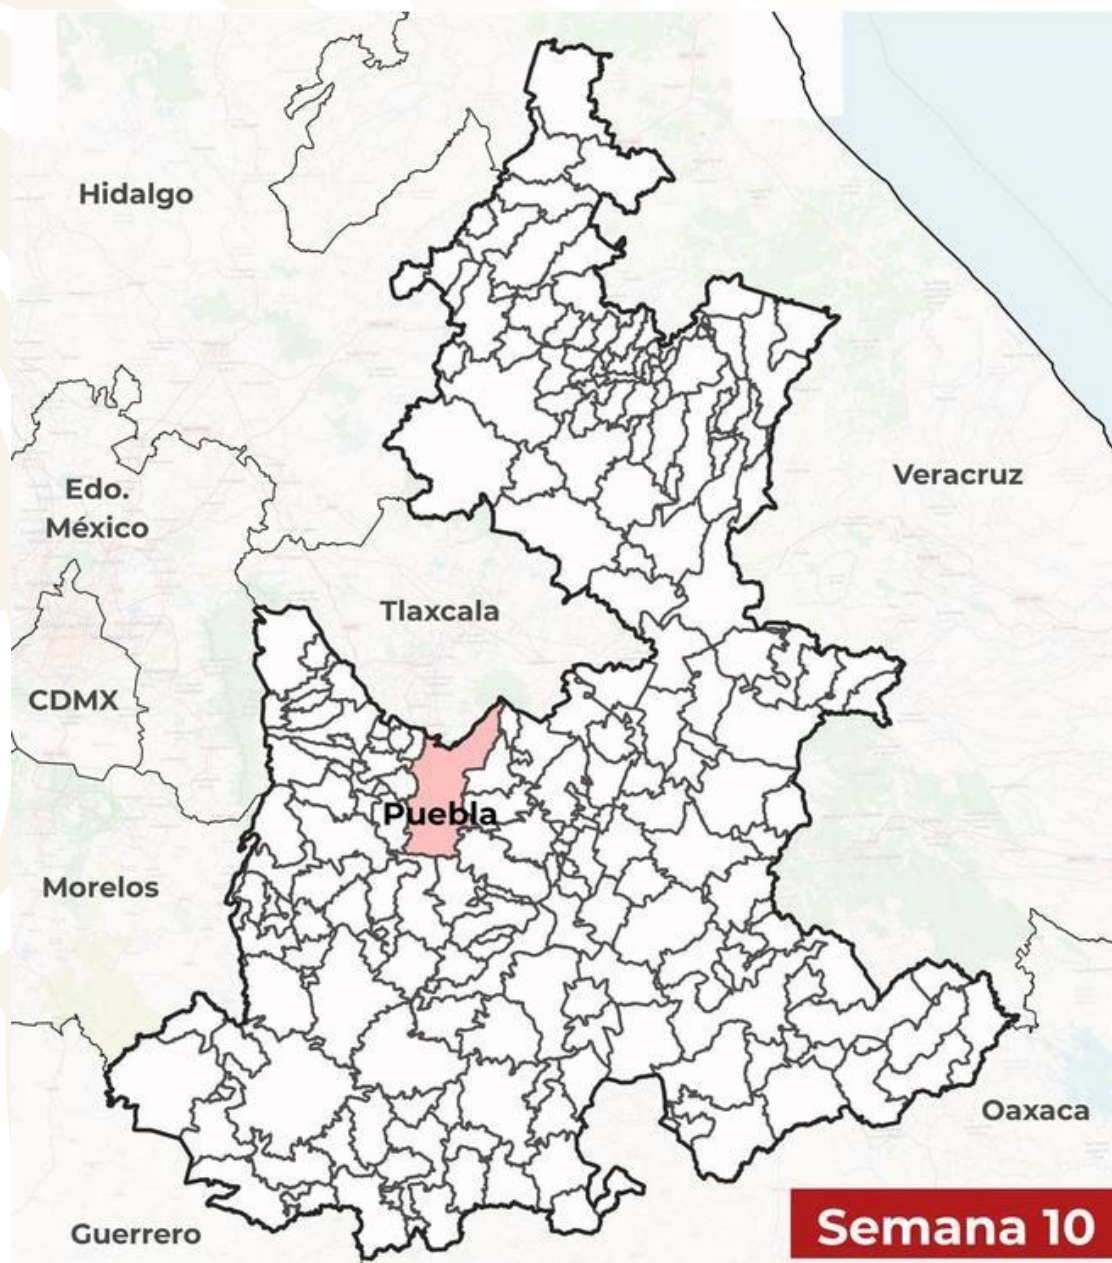 Hidalgo
Veracruz
Edo.
México
Tlaxcala
CDMX
Puebla
Morelos
Oaxaca
Guerrero
Semana 10